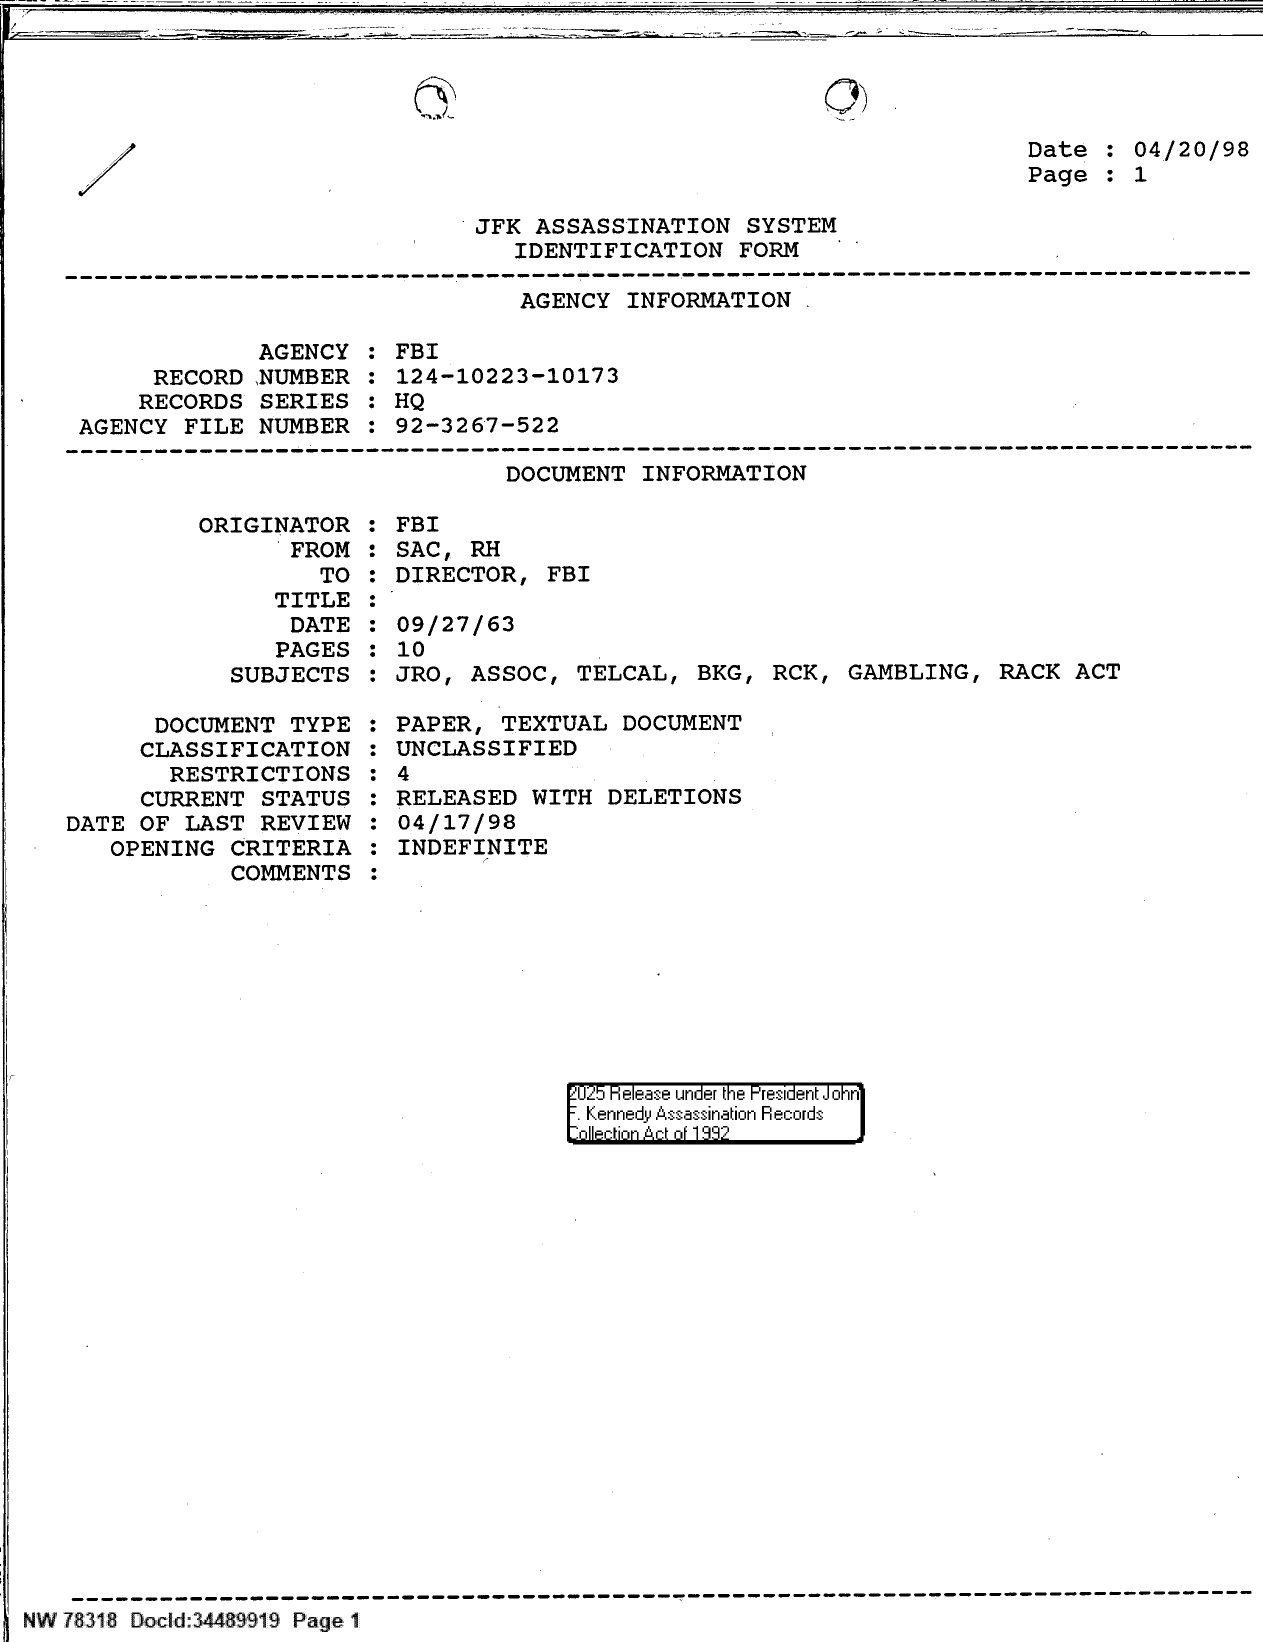 Date : 04/20/98
Page : 1
JFK ASSASSINATION SYSTEM
IDENTIFICATION FORM
AGENCY INFORMATION
AGENCY : FBI
RECORD NUMBER : 124-10223-10173
RECORDS SERIES : HQ
AGENCY FILE NUMBER : 92-3267-522
DOCUMENT INFORMATION
ORIGINATOR : FBI
FROM : SAC, RH
TO : DIRECTOR, FBI
TITLE :
DATE : 09/27/63
PAGES : 10
SUBJECTS : JRO, ASSOC, TELCAL, BKG, RCK, GAMBLING, RACK ACT
DOCUMENT TYPE : PAPER, TEXTUAL DOCUMENT
CLASSIFICATION : UNCLASSIFIED
RESTRICTIONS : 4
CURRENT STATUS : RELEASED WITH DELETIONS
DATE OF LAST REVIEW : 04/17/98
OPENING CRITERIA : INDEFINITE
COMMENTS :
2025 Release under the President John
F. Kennedy Assassination Records
Collection Act of 1992
NW 78318 DocId:34489919 Page 1